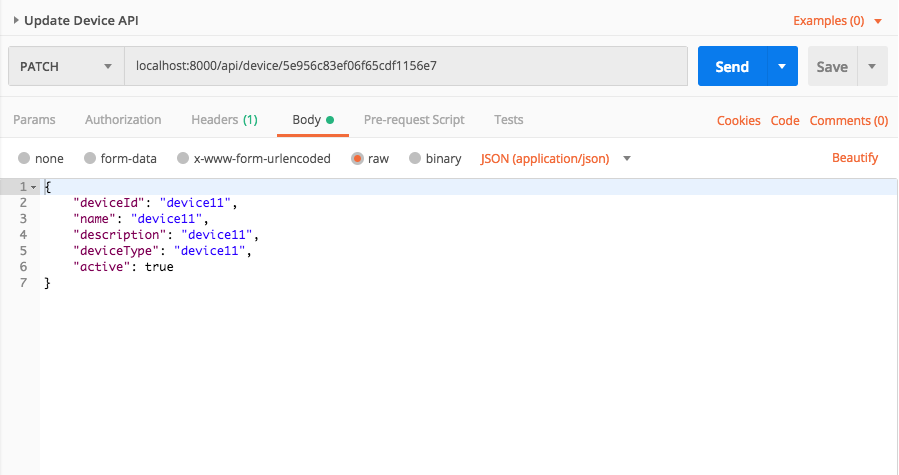 Update Device API
Examples (0)
PATCH
localhost:8000/api/device/5e956c83ef06f65cdf1156e7
Send
Save
Params
Authorization
Headers (1)
Body
Pre-request Script
Tests
Cookies
Code
Comments (0)
none
form-data
x-www-form-urlencoded
raw
binary
JSON (application/json)
Beautify
1 {
2 "deviceId": "device11",
3 "name": "device11",
4 "description": "device11",
5 "deviceType": "device11",
6 "active": true
7 }